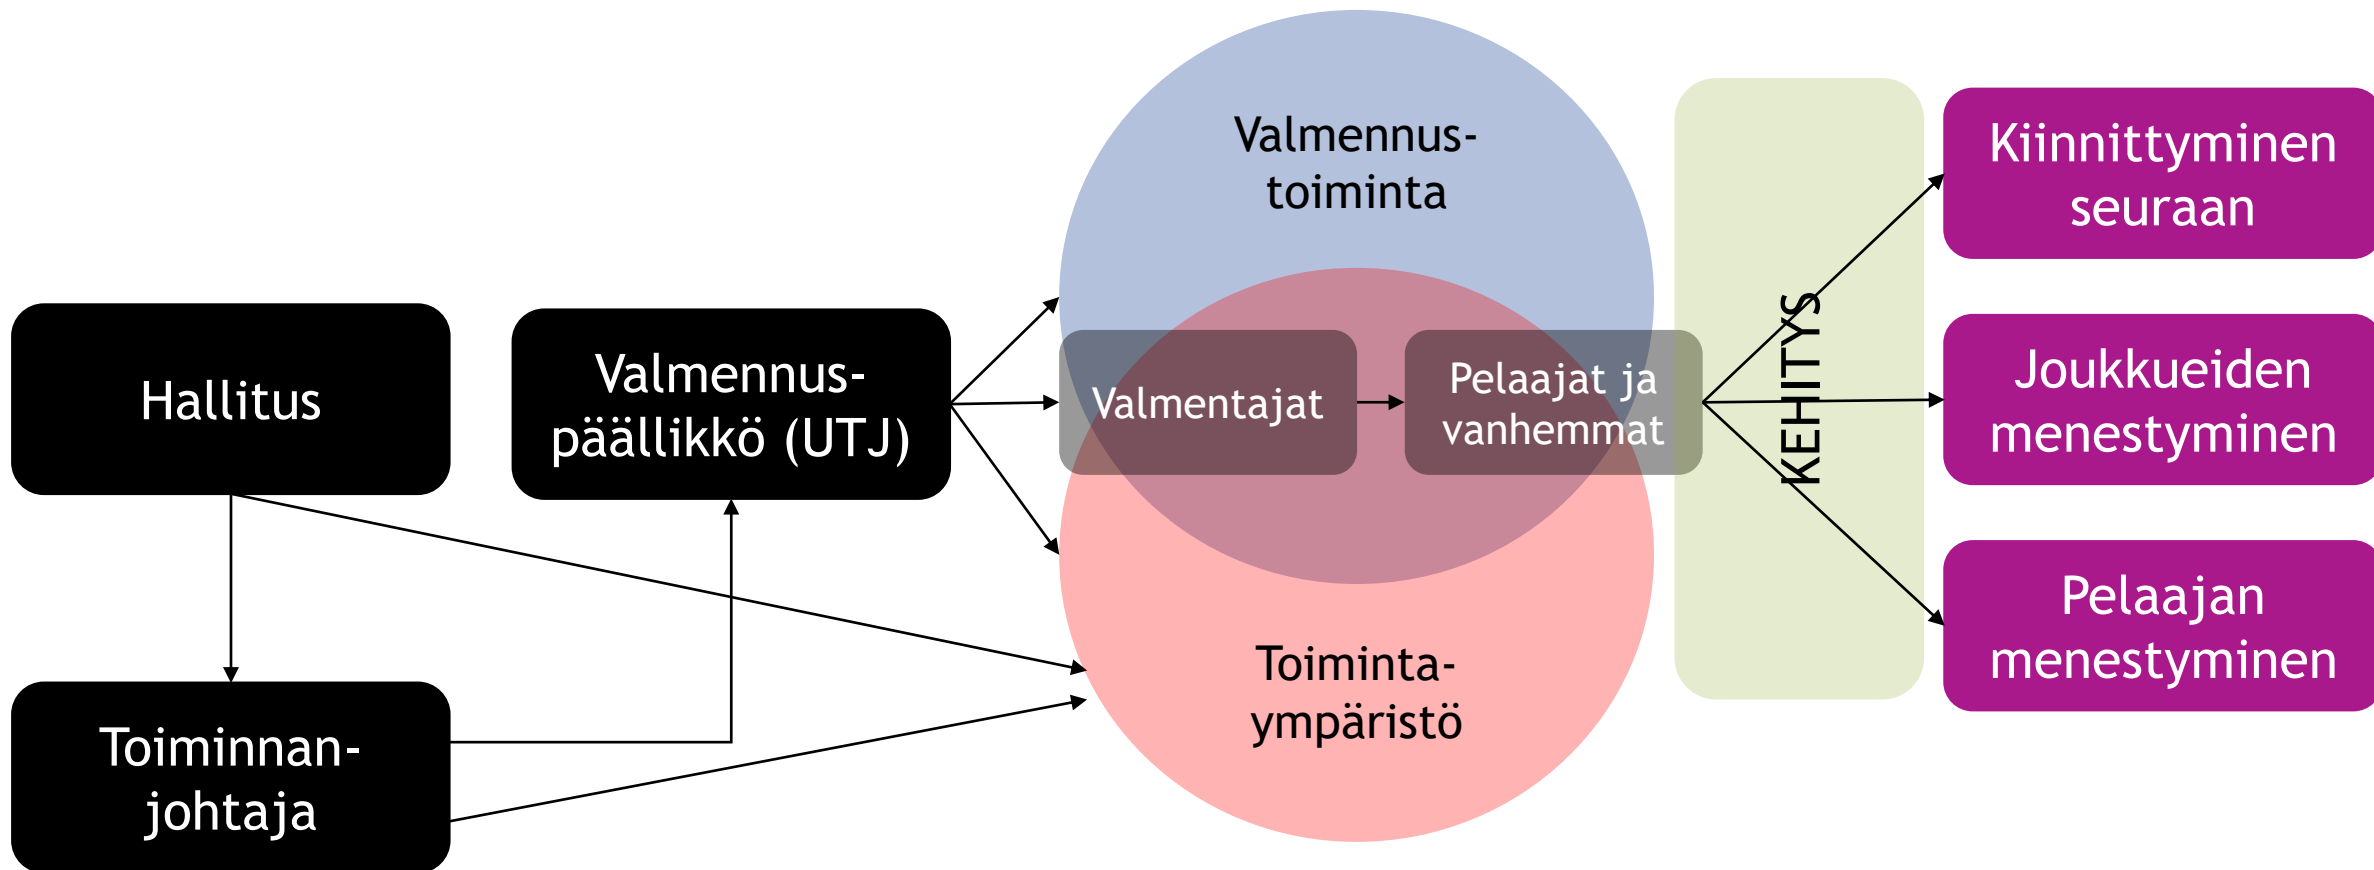 Hallitus
Toiminnan-
johtaja
Valmennus-
päällikkö (UTJ)
Valmennus-
toiminta
Valmentajat
Pelaajat ja
vanhemmat
Toiminta-
ympäristö
KEHITYS
Kiinnittyminen
seuraan
Joukkueiden
menestyminen
Pelaajan
menestyminen